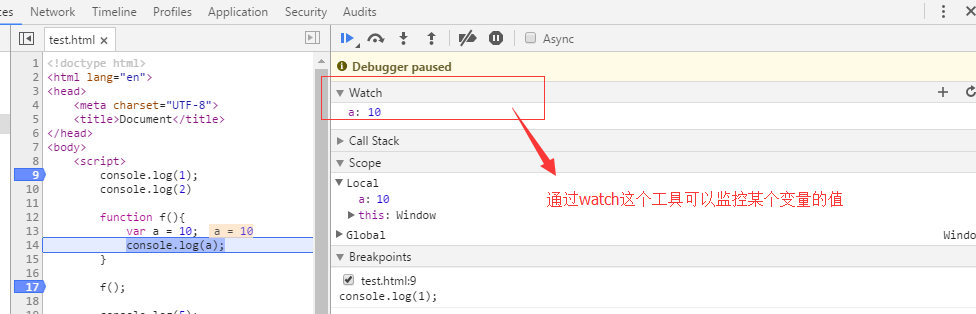 ces Network Timeline Profiles Application Security Audits
test.html ×
Async
Debugger paused
1 <!doctype html>
2 <html lang="en">
3 <head>
4 <meta charset="UTF-8">
5 <title>Document</title>
6 </head>
7 <body>
8 <script>
9 console.log(1);
10 console.log(2)
11
12 function f(){
13 var a = 10; a = 10
14 console.log(a);
15 }
16
17 f();
18
Watch
a: 10
Call Stack
Scope
Local
a: 10
this: Window
Global Windo
Breakpoints
test.html:9
console.log(1);
通过watch这个工具可以监控某个变量的值